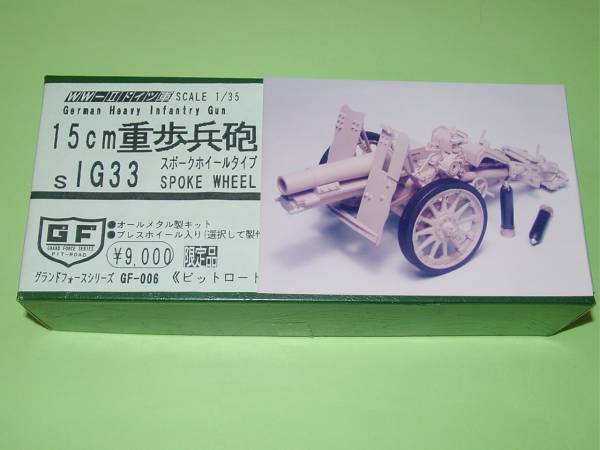 WW-IIドイツ軍 SCALE 1/35
German Heavy Infantry Gun
15cm重歩兵砲
sIG33 スポークホイールタイプ
SPOKE WHEEL
GF
GRAND FORCE SERIES
PIT-ROAD
オールメタル製キット
プレスホイール入り(選択して製作
¥9,000 限定品
グランドフォースシリーズ GF-006 《ピットロード